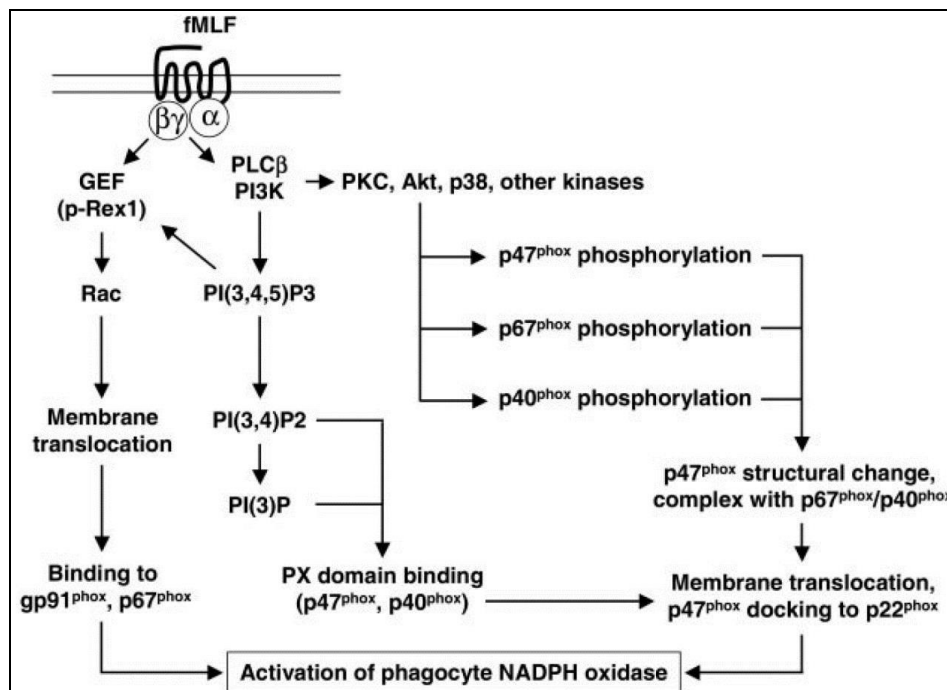 fMLF
βγ
α
PLCβ
PI3K
PKC, Akt, p38, other kinases
GEF
(p-Rex1)
p47phox phosphorylation
Rac
PI(3,4,5)P3
p67phox phosphorylation
p40phox phosphorylation
Membrane
translocation
PI(3,4)P2
p47phox structural change,
complex with p67phox/p40phox
PI(3)P
Binding to
gp91phox, p67phox
PX domain binding
(p47phox, p40phox)
Membrane translocation,
p47phox docking to p22phox
Activation of phagocyte NADPH oxidase